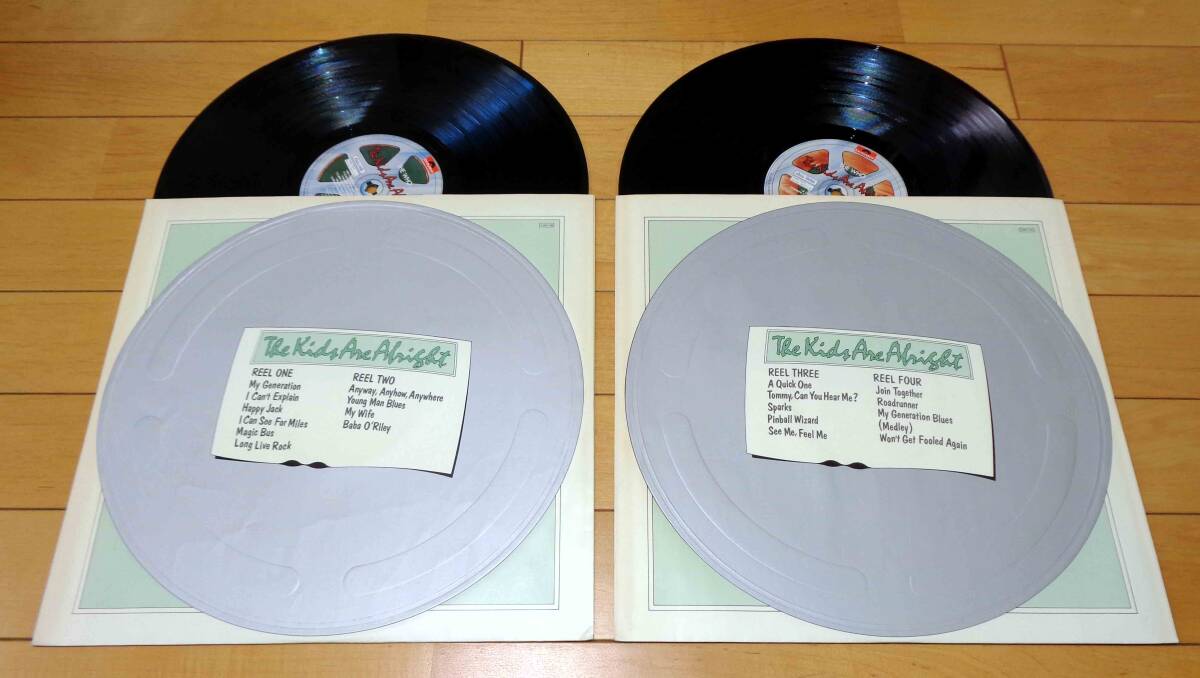 The Kids Are Alright
REEL ONE
My Generation
I Can't Explain
Happy Jack
I Can See For Miles
Magic Bus
Long Live Rock
REEL TWO
Anyway, Anyhow, Anywhere
Young Man Blues
My Wife
Baba O'Riley
The Kids Are Alright
REEL THREE
A Quick One
Tommy, Can You Hear Me?
Sparks
Pinball Wizard
See Me, Feel Me
REEL FOUR
Join Together
Roadrunner
My Generation Blues
(Medley)
Won't Get Fooled Again